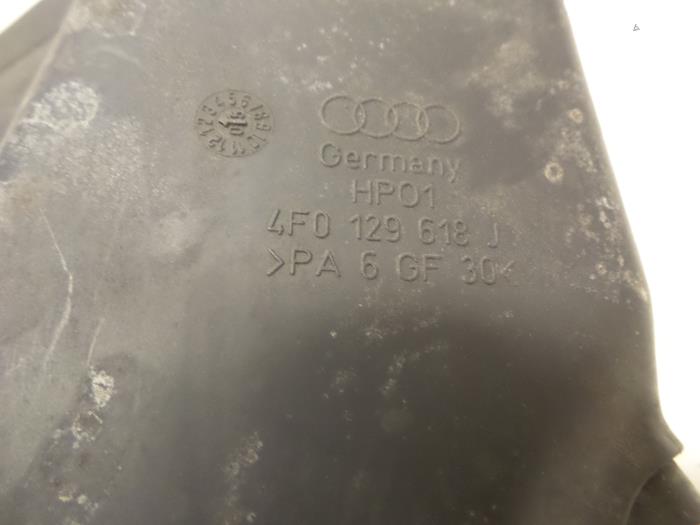 Germany
HP01
4F0 129 618 J
>PA 6 GF 30<